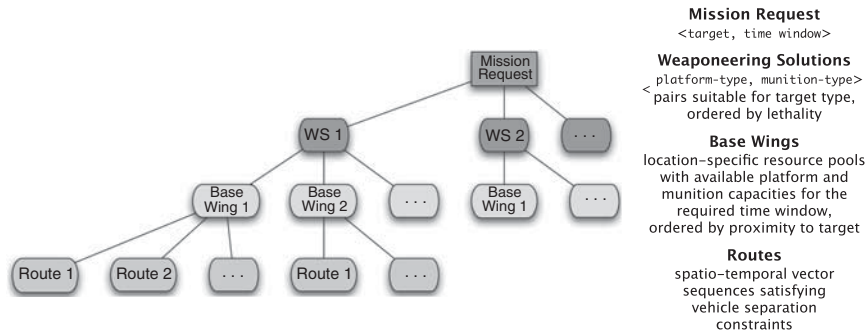 Mission
Request
WS 1
WS 2
. . .
Base
Wing 1
Base
Wing 2
. . .
Base
Wing 1
. . .
Route 1
Route 2
. . .
Route 1
. . .
Mission Request
<target, time window>
Weaponeering Solutions
<platform-type, munition-type>
pairs suitable for target type,
ordered by lethality
Base Wings
location-specific resource pools
with available platform and
munition capacities for the
required time window,
ordered by proximity to target
Routes
spatio-temporal vector
sequences satisfying
vehicle separation
constraints